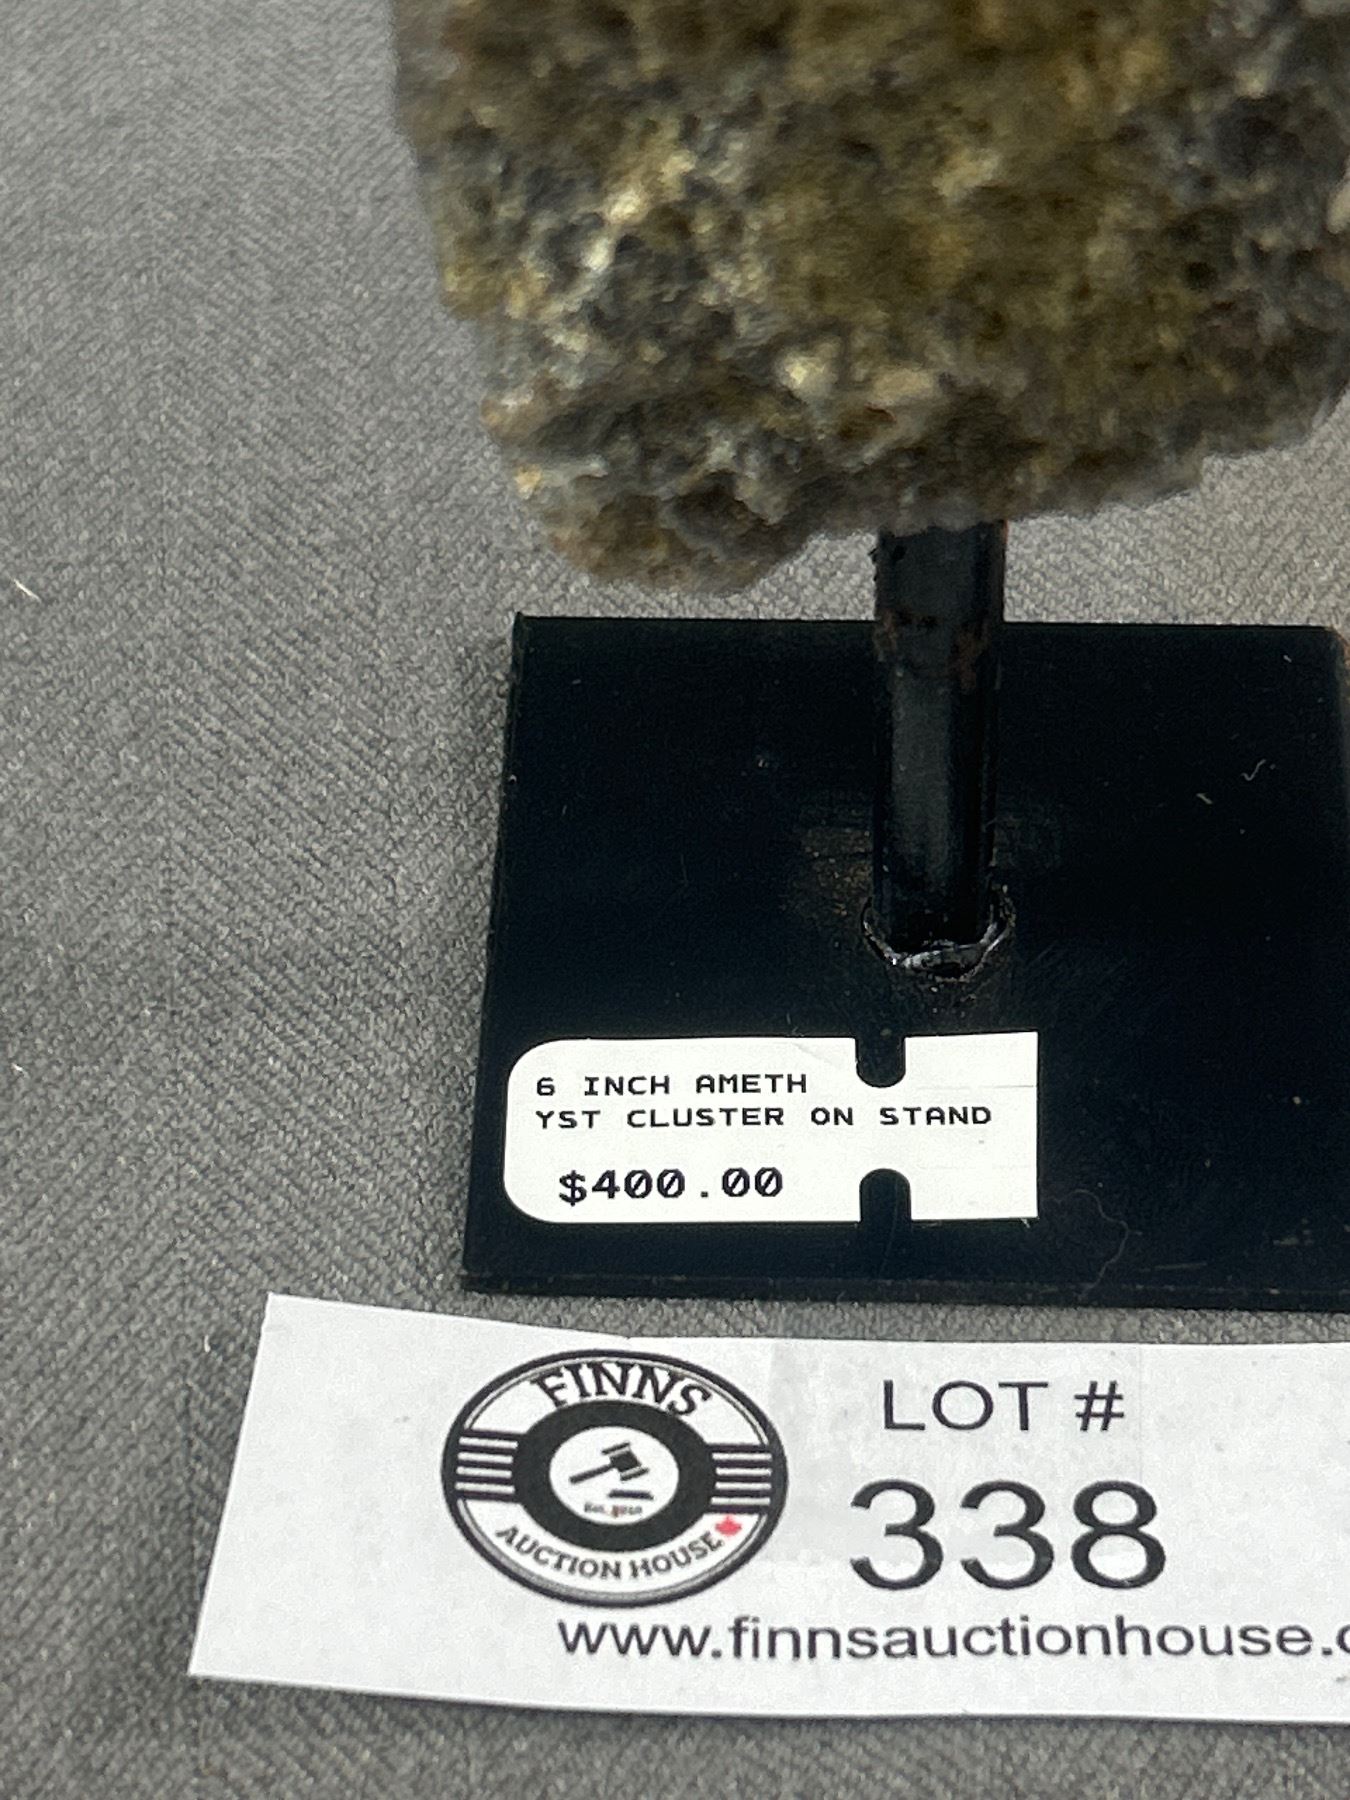 6 INCH AMETH
YST CLUSTER ON STAND
$400.00
FINNS
AUCTION HOUSE
LOT #
338
www.finnsauctionhouse.